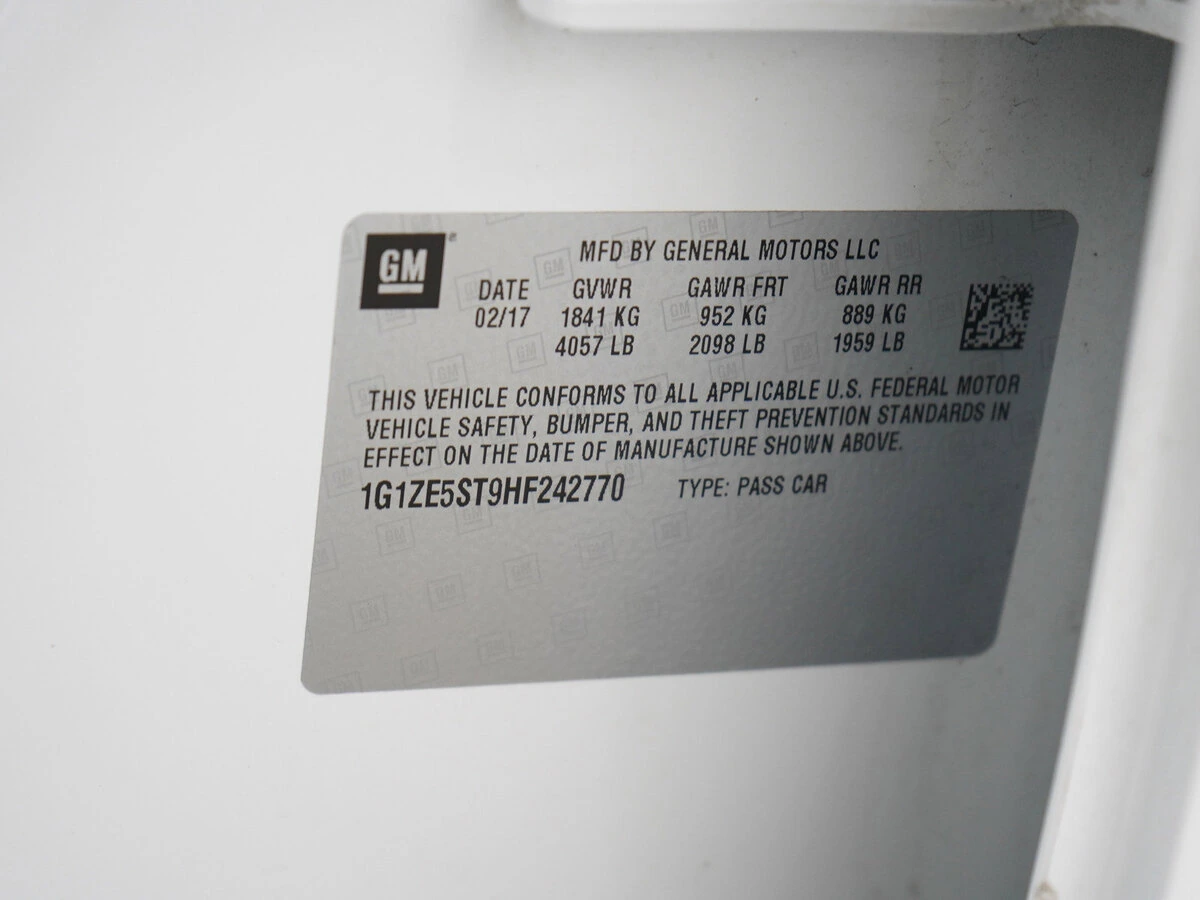 GM
MFD BY GENERAL MOTORS LLC
DATE GVWR GAWR FRT GAWR RR
02/17 1841 KG 952 KG 889 KG
4057 LB 2098 LB 1959 LB
THIS VEHICLE CONFORMS TO ALL APPLICABLE U.S. FEDERAL MOTOR
VEHICLE SAFETY, BUMPER, AND THEFT PREVENTION STANDARDS IN
EFFECT ON THE DATE OF MANUFACTURE SHOWN ABOVE.
1G1ZE5ST9HF242770 TYPE: PASS CAR